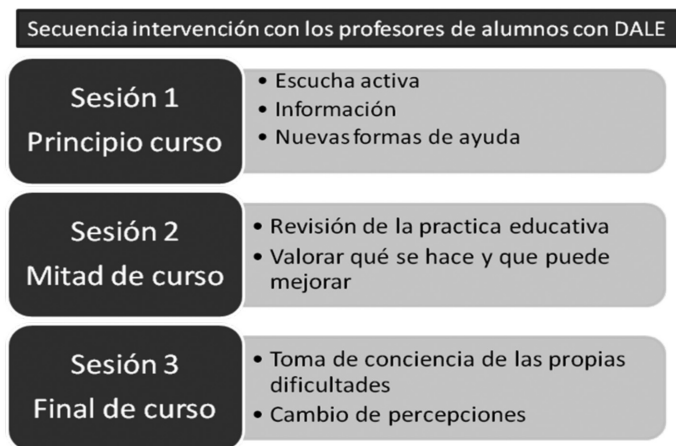 Secuencia intervención con los profesores de alumnos con DALE
Sesión 1
Principio curso
• Escucha activa
• Información
• Nuevas formas de ayuda
Sesión 2
Mitad de curso
• Revisión de la practica educativa
• Valorar qué se hace y que puede
mejorar
Sesión 3
Final de curso
• Toma de conciencia de las propias
dificultades
• Cambio de percepciones